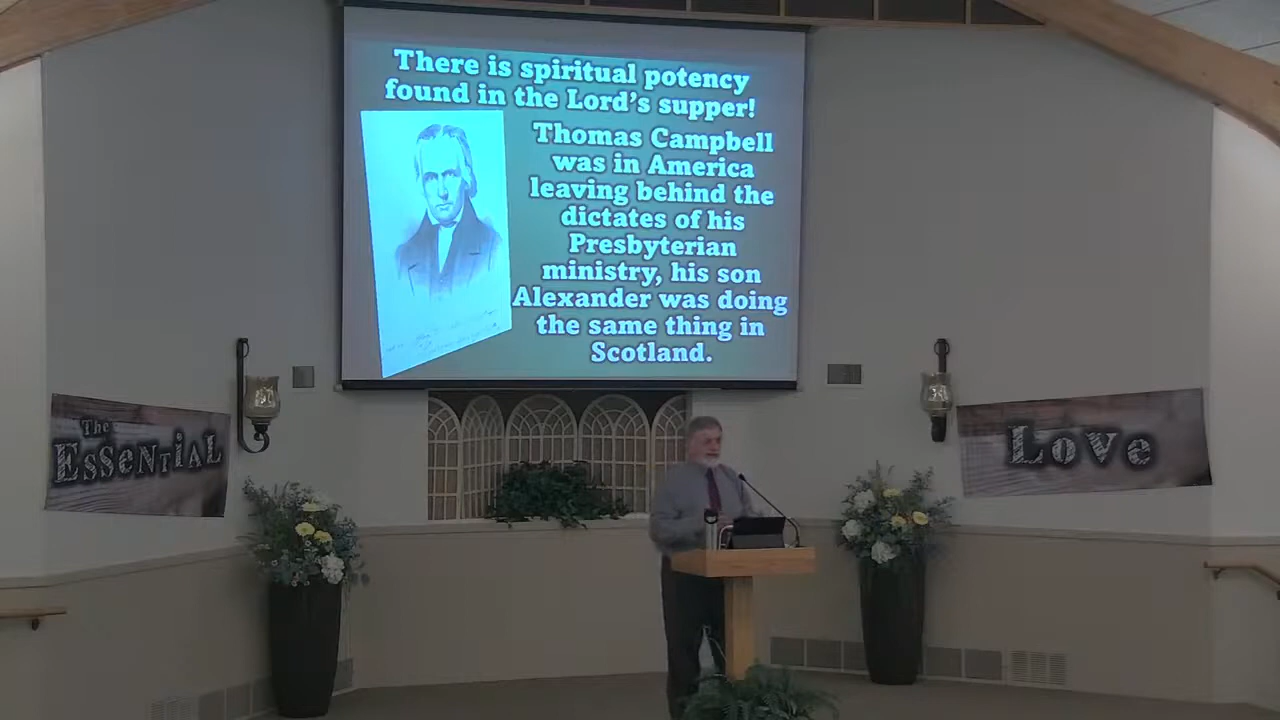 There is spiritual potency
found in the Lord's supper!
Thomas Campbell
was in America
leaving behind the
dictates of his
Presbyterian
ministry, his son
Alexander was doing
the same thing in
Scotland.
The
ESSeNTiAL
LoVe